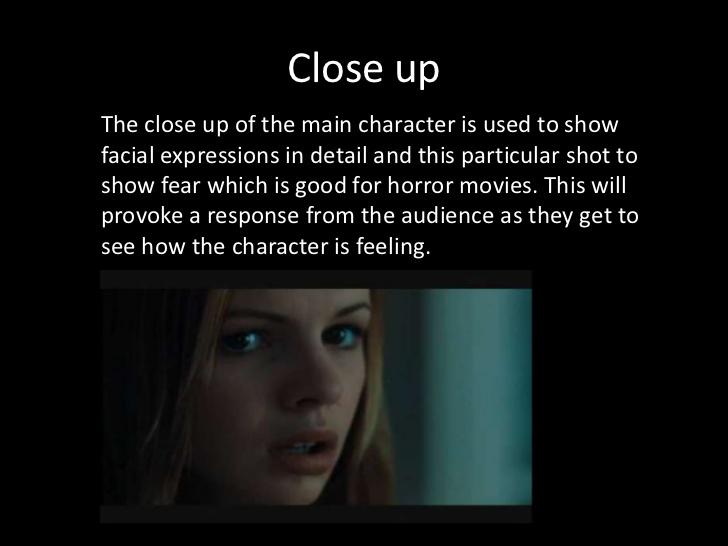 Close up
The close up of the main character is used to show
facial expressions in detail and this particular shot to
show fear which is good for horror movies. This will
provoke a response from the audience as they get to
see how the character is feeling.